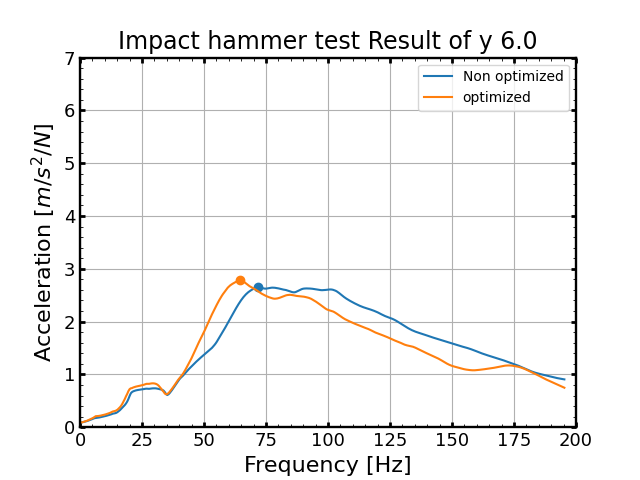 Impact hammer test Result of y 6.0
Acceleration [m/s²/N]
7
6
5
4
3
2
1
0
Non optimized
optimized
0 25 50 75 100 125 150 175 200
Frequency [Hz]